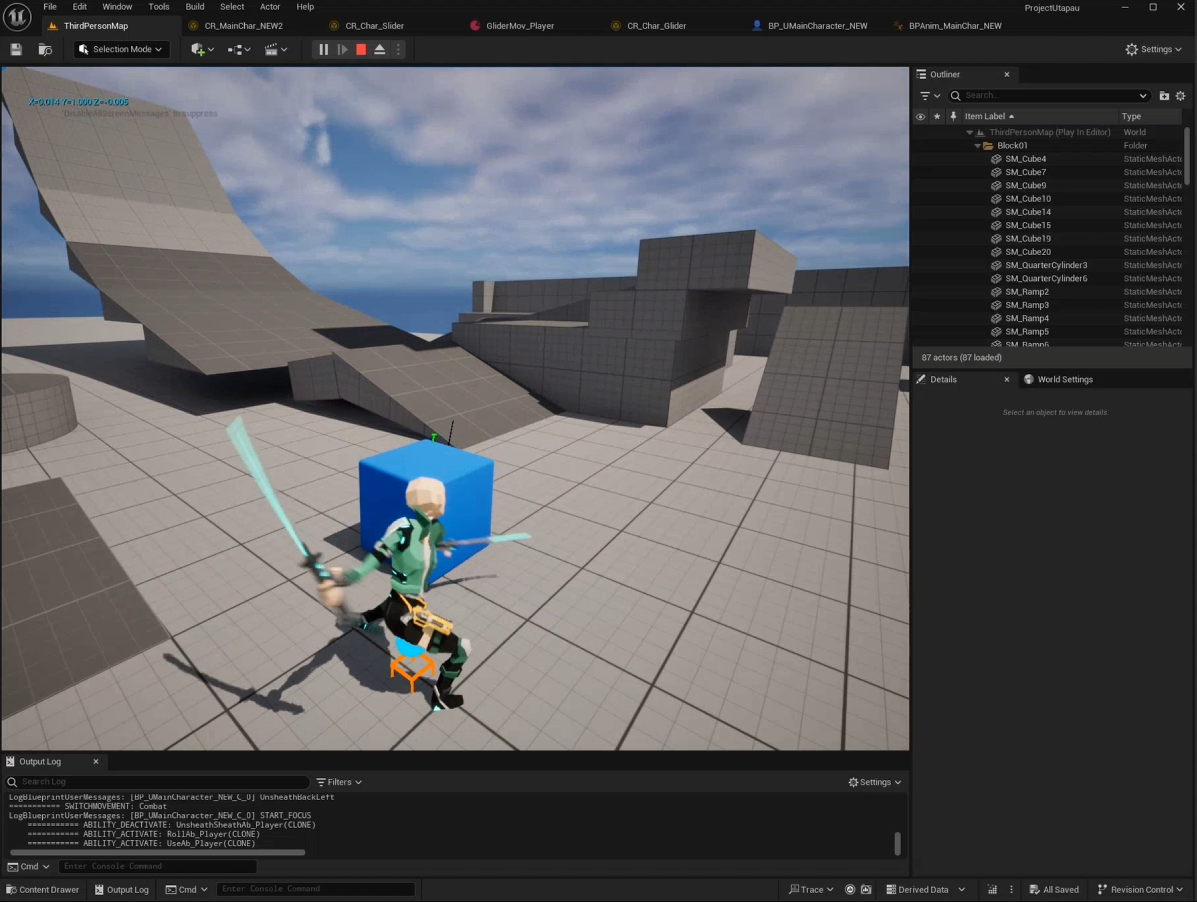 File Edit Window Tools Build Select Actor Help ProjectUtapau
ThirdPersonMap CR_MainChar_NEW2 CR_Char_Slider GliderMov_Player CR_Char_Glider BP_UMainCharacter_NEW BPAnim_MainChar_NEW
Selection Mode Settings
Outliner
Search...
Item Label Type
ThirdPersonMap (Play In Editor) World
Block01 Folder
SM_Cube4 StaticMeshActo
SM_Cube7 StaticMeshActo
SM_Cube9 StaticMeshActo
SM_Cube10 StaticMeshActo
SM_Cube14 StaticMeshActo
SM_Cube15 StaticMeshActo
SM_Cube19 StaticMeshActo
SM_Cube20 StaticMeshActo
SM_QuarterCylinder3 StaticMeshActo
SM_QuarterCylinder6 StaticMeshActo
SM_Ramp2 StaticMeshActo
SM_Ramp3 StaticMeshActo
SM_Ramp4 StaticMeshActo
SM_Ramp5 StaticMeshActo
SM_Ramp6 StaticMeshActo
87 actors (87 loaded)
Details World Settings
Select an object to view details
X=0.014 Y=1.000 Z=-0.005
'DisableAllScreenMessages' to suppress
Output Log
Search Log Filters Settings
LogBlueprintUserMessages: [BP_UMainCharacter_NEW_C_0] UnsheathBackLeft
=========== SWITCHMOVEMENT: Combat
LogBlueprintUserMessages: [BP_UMainCharacter_NEW_C_0] START_FOCUS
=========== ABILITY_DEACTIVATE: UnsheathSheathAb_Player(CLONE)
=========== ABILITY_ACTIVATE: RollAb_Player(CLONE)
=========== ABILITY_ACTIVATE: UseAb_Player(CLONE)
Cmd Enter Console Command
Content Drawer Output Log Cmd Enter Console Command Trace Derived Data All Saved Revision Control